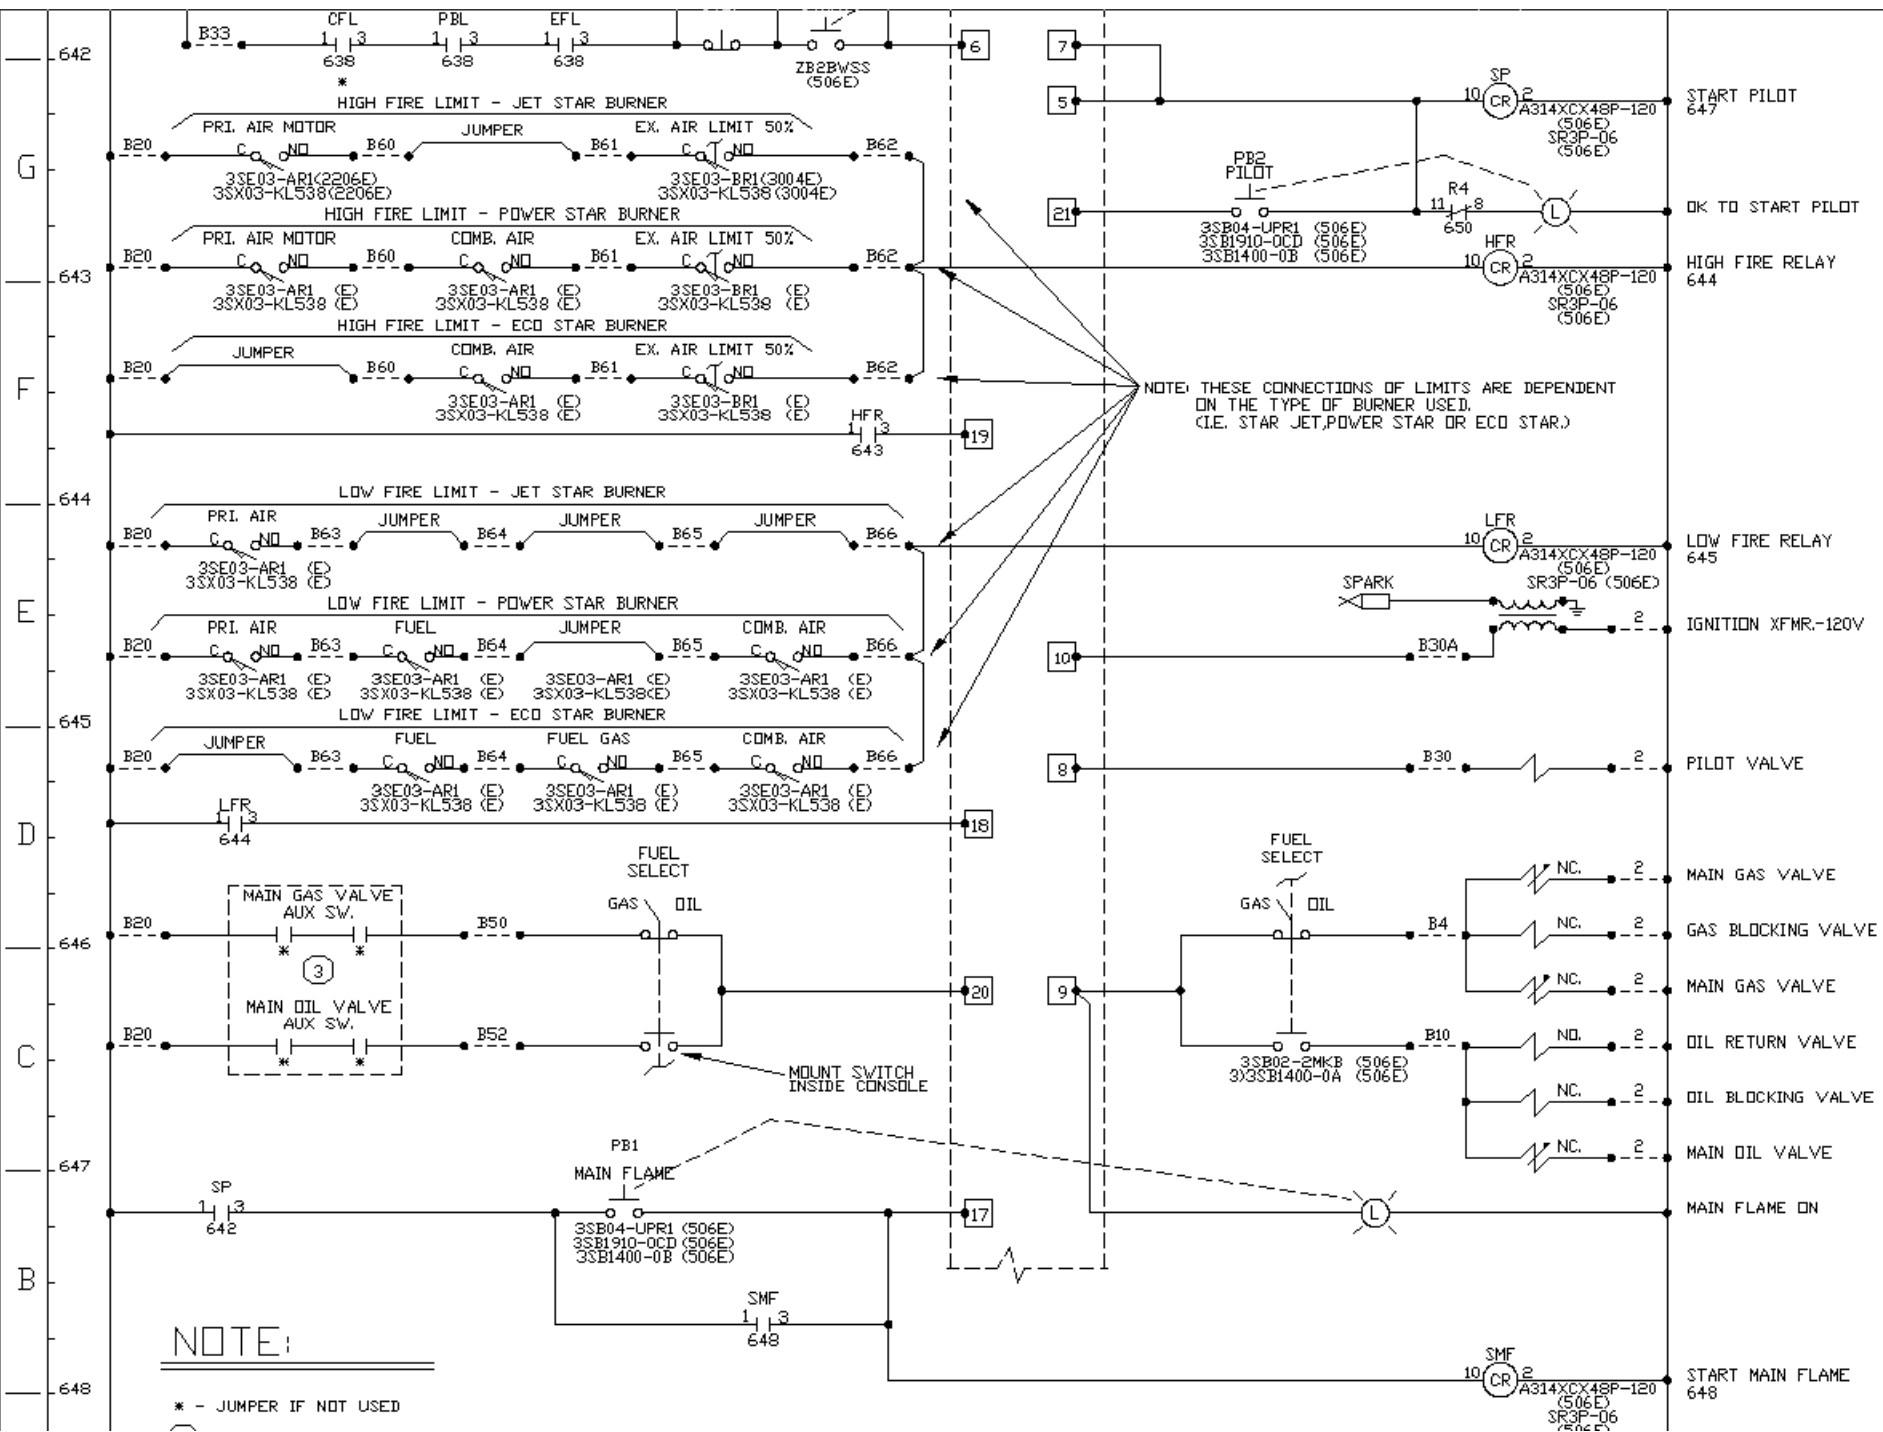 CFL PBL EFL
B33 1 3 1 3 1 3 6 7
642 638 638 638 ZB2BWSS
* (506E) SP
HIGH FIRE LIMIT - JET STAR BURNER 5 10 CR 2 START PILOT
A314XCX48P-120 647
(506E)
SR3P-06
(506E)
PRI. AIR MOTOR JUMPER EX. AIR LIMIT 50%
G B20 C NO B60 B61 C NO B62
3SE03-AR1(2206E) 3SE03-BR1(3004E)
3SX03-KL538(2206E) 3SX03-KL538(3004E)
PB2
PILOT
R4
21 11 8 L OK TO START PILOT
650
3SB04-UPR1 (506E)
3SB1910-OCD (506E)
3SB1400-0B (506E)
HIGH FIRE LIMIT - POWER STAR BURNER
PRI. AIR MOTOR COMB. AIR EX. AIR LIMIT 50% HFR
B20 C NO B60 C NO B61 C NO B62 10 CR 2 HIGH FIRE RELAY
643 A314XCX48P-120 644
(506E)
SR3P-06
(506E)
3SE03-AR1 (E) 3SE03-AR1 (E) 3SE03-BR1 (E)
3SX03-KL538 (E) 3SX03-KL538 (E) 3SX03-KL538 (E)
HIGH FIRE LIMIT - ECO STAR BURNER
JUMPER COMB. AIR EX. AIR LIMIT 50%
F B20 B60 C NO B61 C NO B62
3SE03-AR1 (E) 3SE03-BR1 (E)
3SX03-KL538 (E) 3SX03-KL538 (E)
NOTE: THESE CONNECTIONS OF LIMITS ARE DEPENDENT
ON THE TYPE OF BURNER USED.
(I.E. STAR JET,POWER STAR OR ECO STAR.)
HFR
1 3 19
643
644
LOW FIRE LIMIT - JET STAR BURNER
PRI. AIR JUMPER JUMPER JUMPER LFR
B20 C NO B63 B64 B65 B66 10 CR 2 LOW FIRE RELAY
A314XCX48P-120 645
(506E)
SR3P-06 (506E)
3SE03-AR1 (E)
3SX03-KL538 (E)
SPARK
E LOW FIRE LIMIT - POWER STAR BURNER
2 IGNITION XFMR.-120V
PRI. AIR FUEL JUMPER COMB. AIR
B20 C NO B63 C NO B64 B65 C NO B66 10 B30A
3SE03-AR1 (E) 3SE03-AR1 (E) 3SE03-AR1 (E) 3SE03-AR1 (E)
3SX03-KL538 (E) 3SX03-KL538 (E) 3SX03-KL538(E) 3SX03-KL538 (E)
645 LOW FIRE LIMIT - ECO STAR BURNER
JUMPER FUEL FUEL GAS COMB. AIR
B20 B63 C NO B64 C NO B65 C NO B66 8 B30 2 PILOT VALVE
3SE03-AR1 (E) 3SE03-AR1 (E) 3SE03-AR1 (E)
3SX03-KL538 (E) 3SX03-KL538 (E) 3SX03-KL538 (E)
LFR
D 1 3 18
644
FUEL
SELECT
GAS OIL
FUEL
SELECT
GAS OIL
NC. 2 MAIN GAS VALVE
MAIN GAS VALVE
AUX SW.
B20 B50 B4 NC. 2 GAS BLOCKING VALVE
646 * *
3 20 9 NC. 2 MAIN GAS VALVE
MAIN OIL VALVE
AUX SW.
B20 B52 B10 NO. 2 OIL RETURN VALVE
C * *
3SB02-2MKB (506E)
3)3SB1400-0A (506E)
MOUNT SWITCH
INSIDE CONSOLE
NC. 2 OIL BLOCKING VALVE
NC. 2 MAIN OIL VALVE
647
PB1
MAIN FLAME
SP
1 3 17 L MAIN FLAME ON
642
3SB04-UPR1 (506E)
3SB1910-OCD (506E)
3SB1400-0B (506E)
B
SMF
1 3
648
NOTE:
SMF
648 10 CR 2 START MAIN FLAME
A314XCX48P-120 648
(506E)
SR3P-06
(506E)
* - JUMPER IF NOT USED